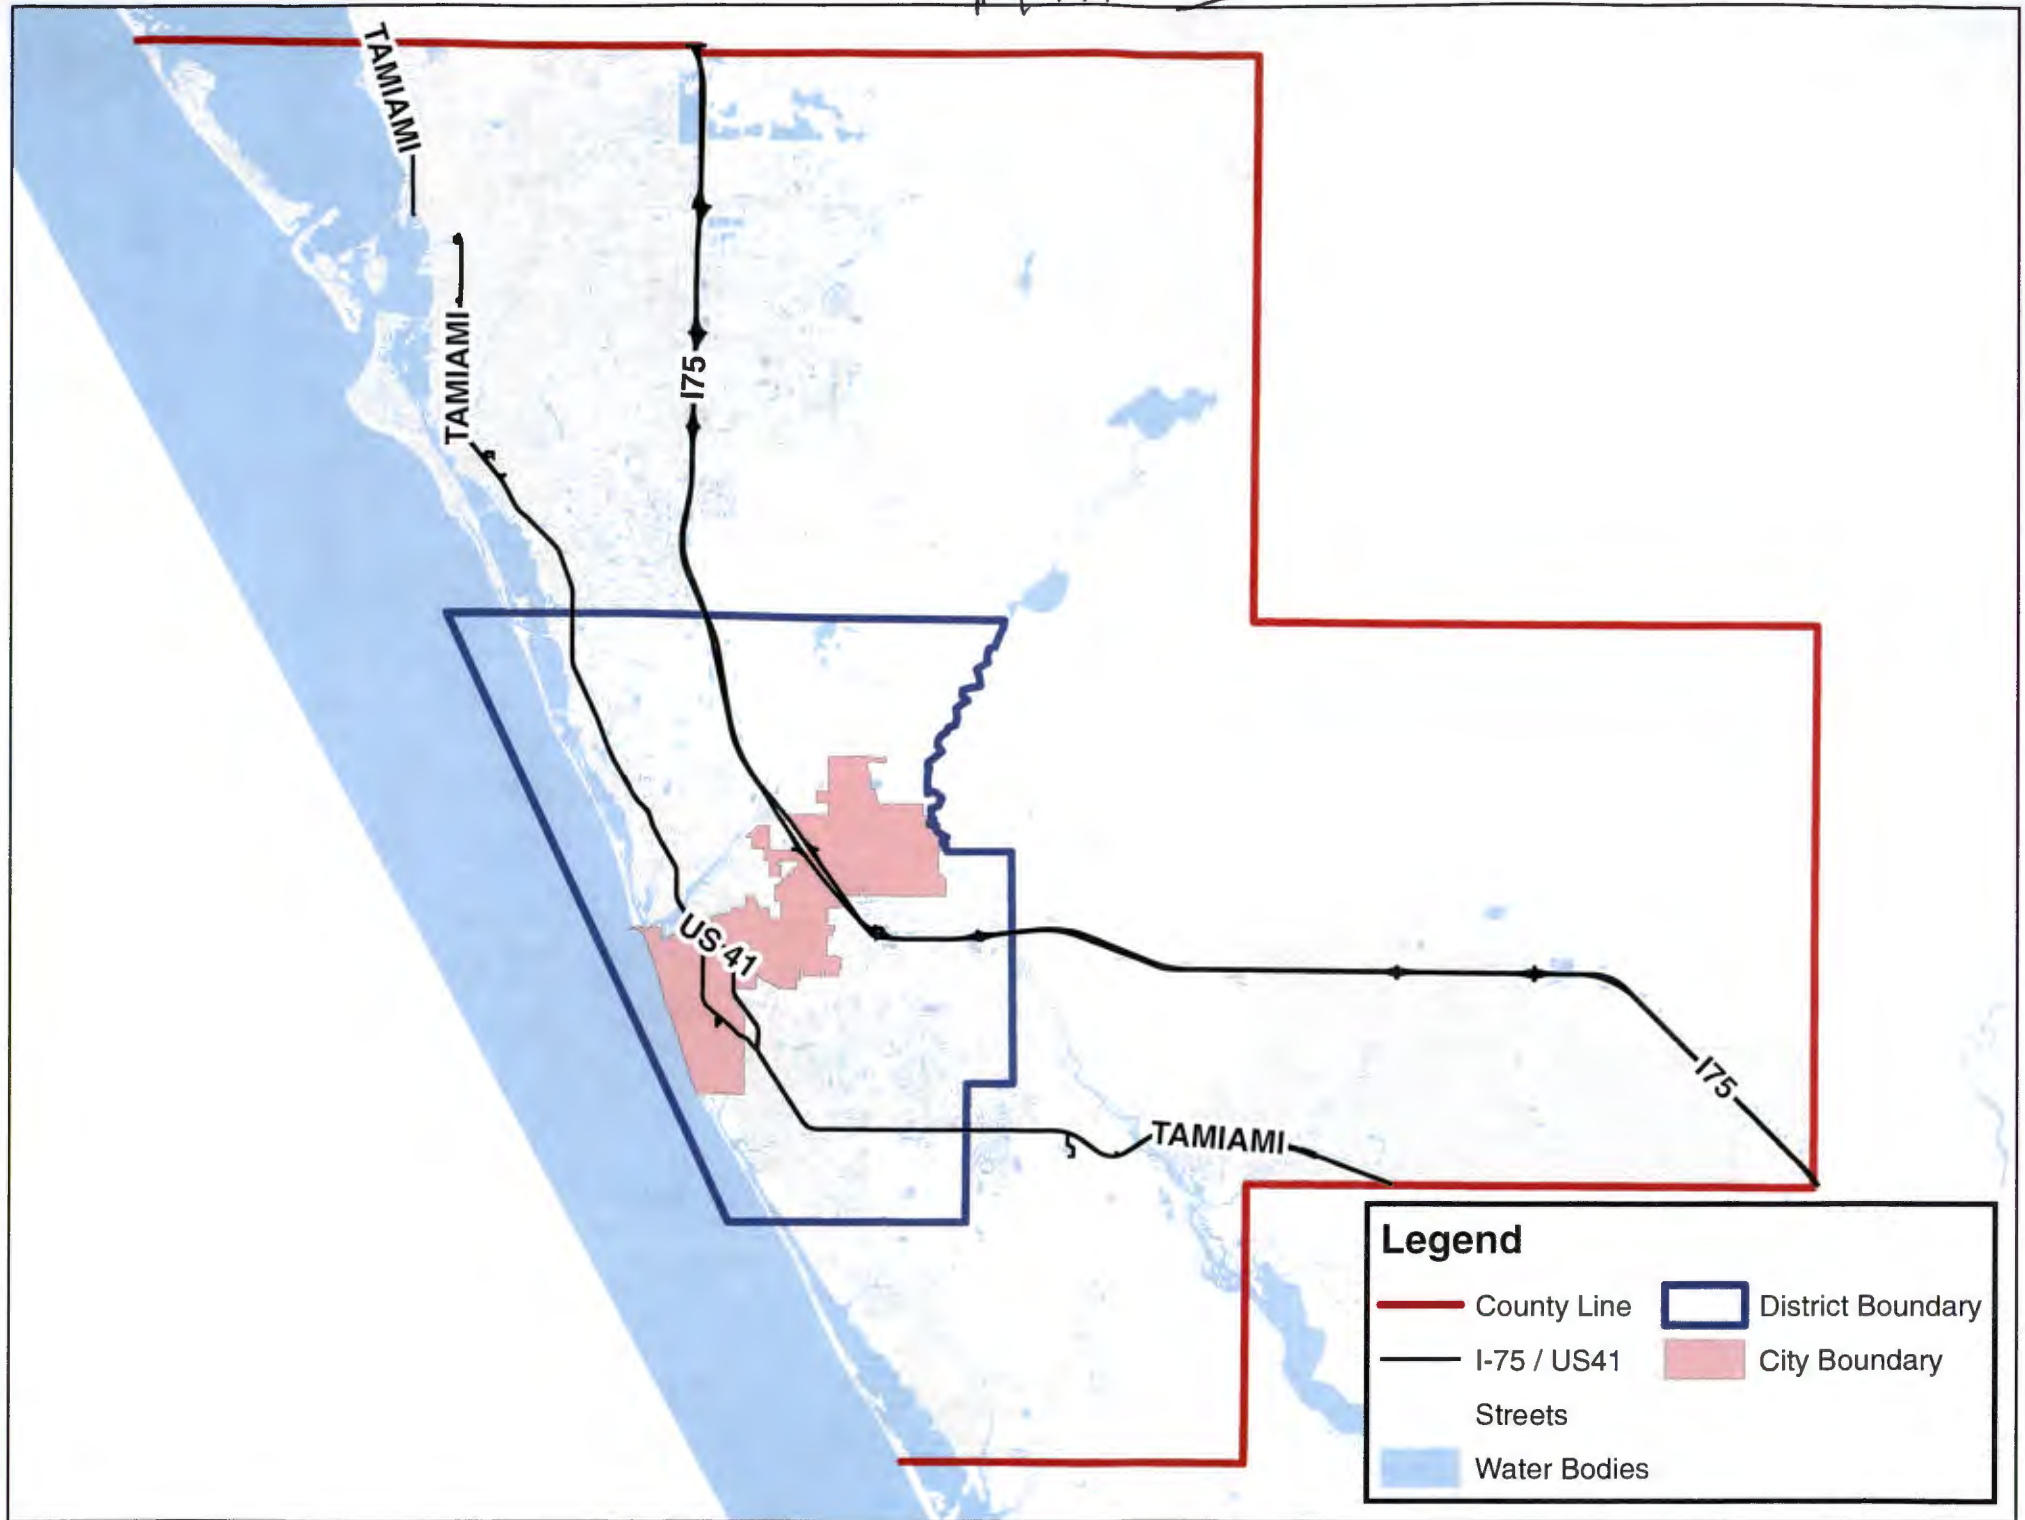 TAMIAMI
TAMIAMI
I75
US 41
I75
TAMIAMI
Legend
County Line
District Boundary
I-75 / US41
City Boundary
Streets
Water Bodies